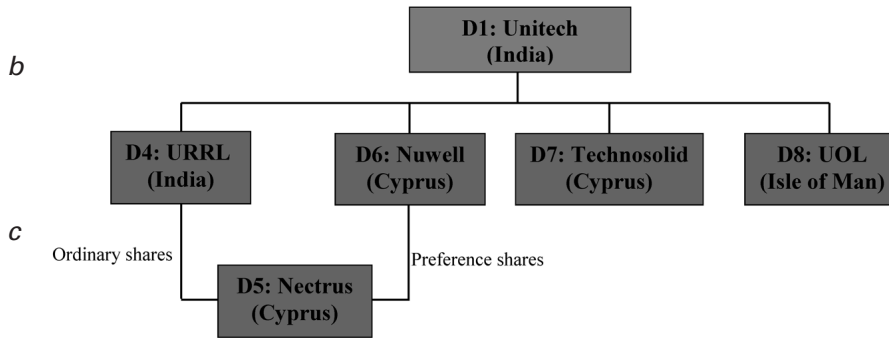 D1: Unitech
(India)
b
D4: URRL
(India)
D6: Nuwell
(Cyprus)
D7: Technosolid
(Cyprus)
D8: UOL
(Isle of Man)
c
Ordinary shares
Preference shares
D5: Nectrus
(Cyprus)